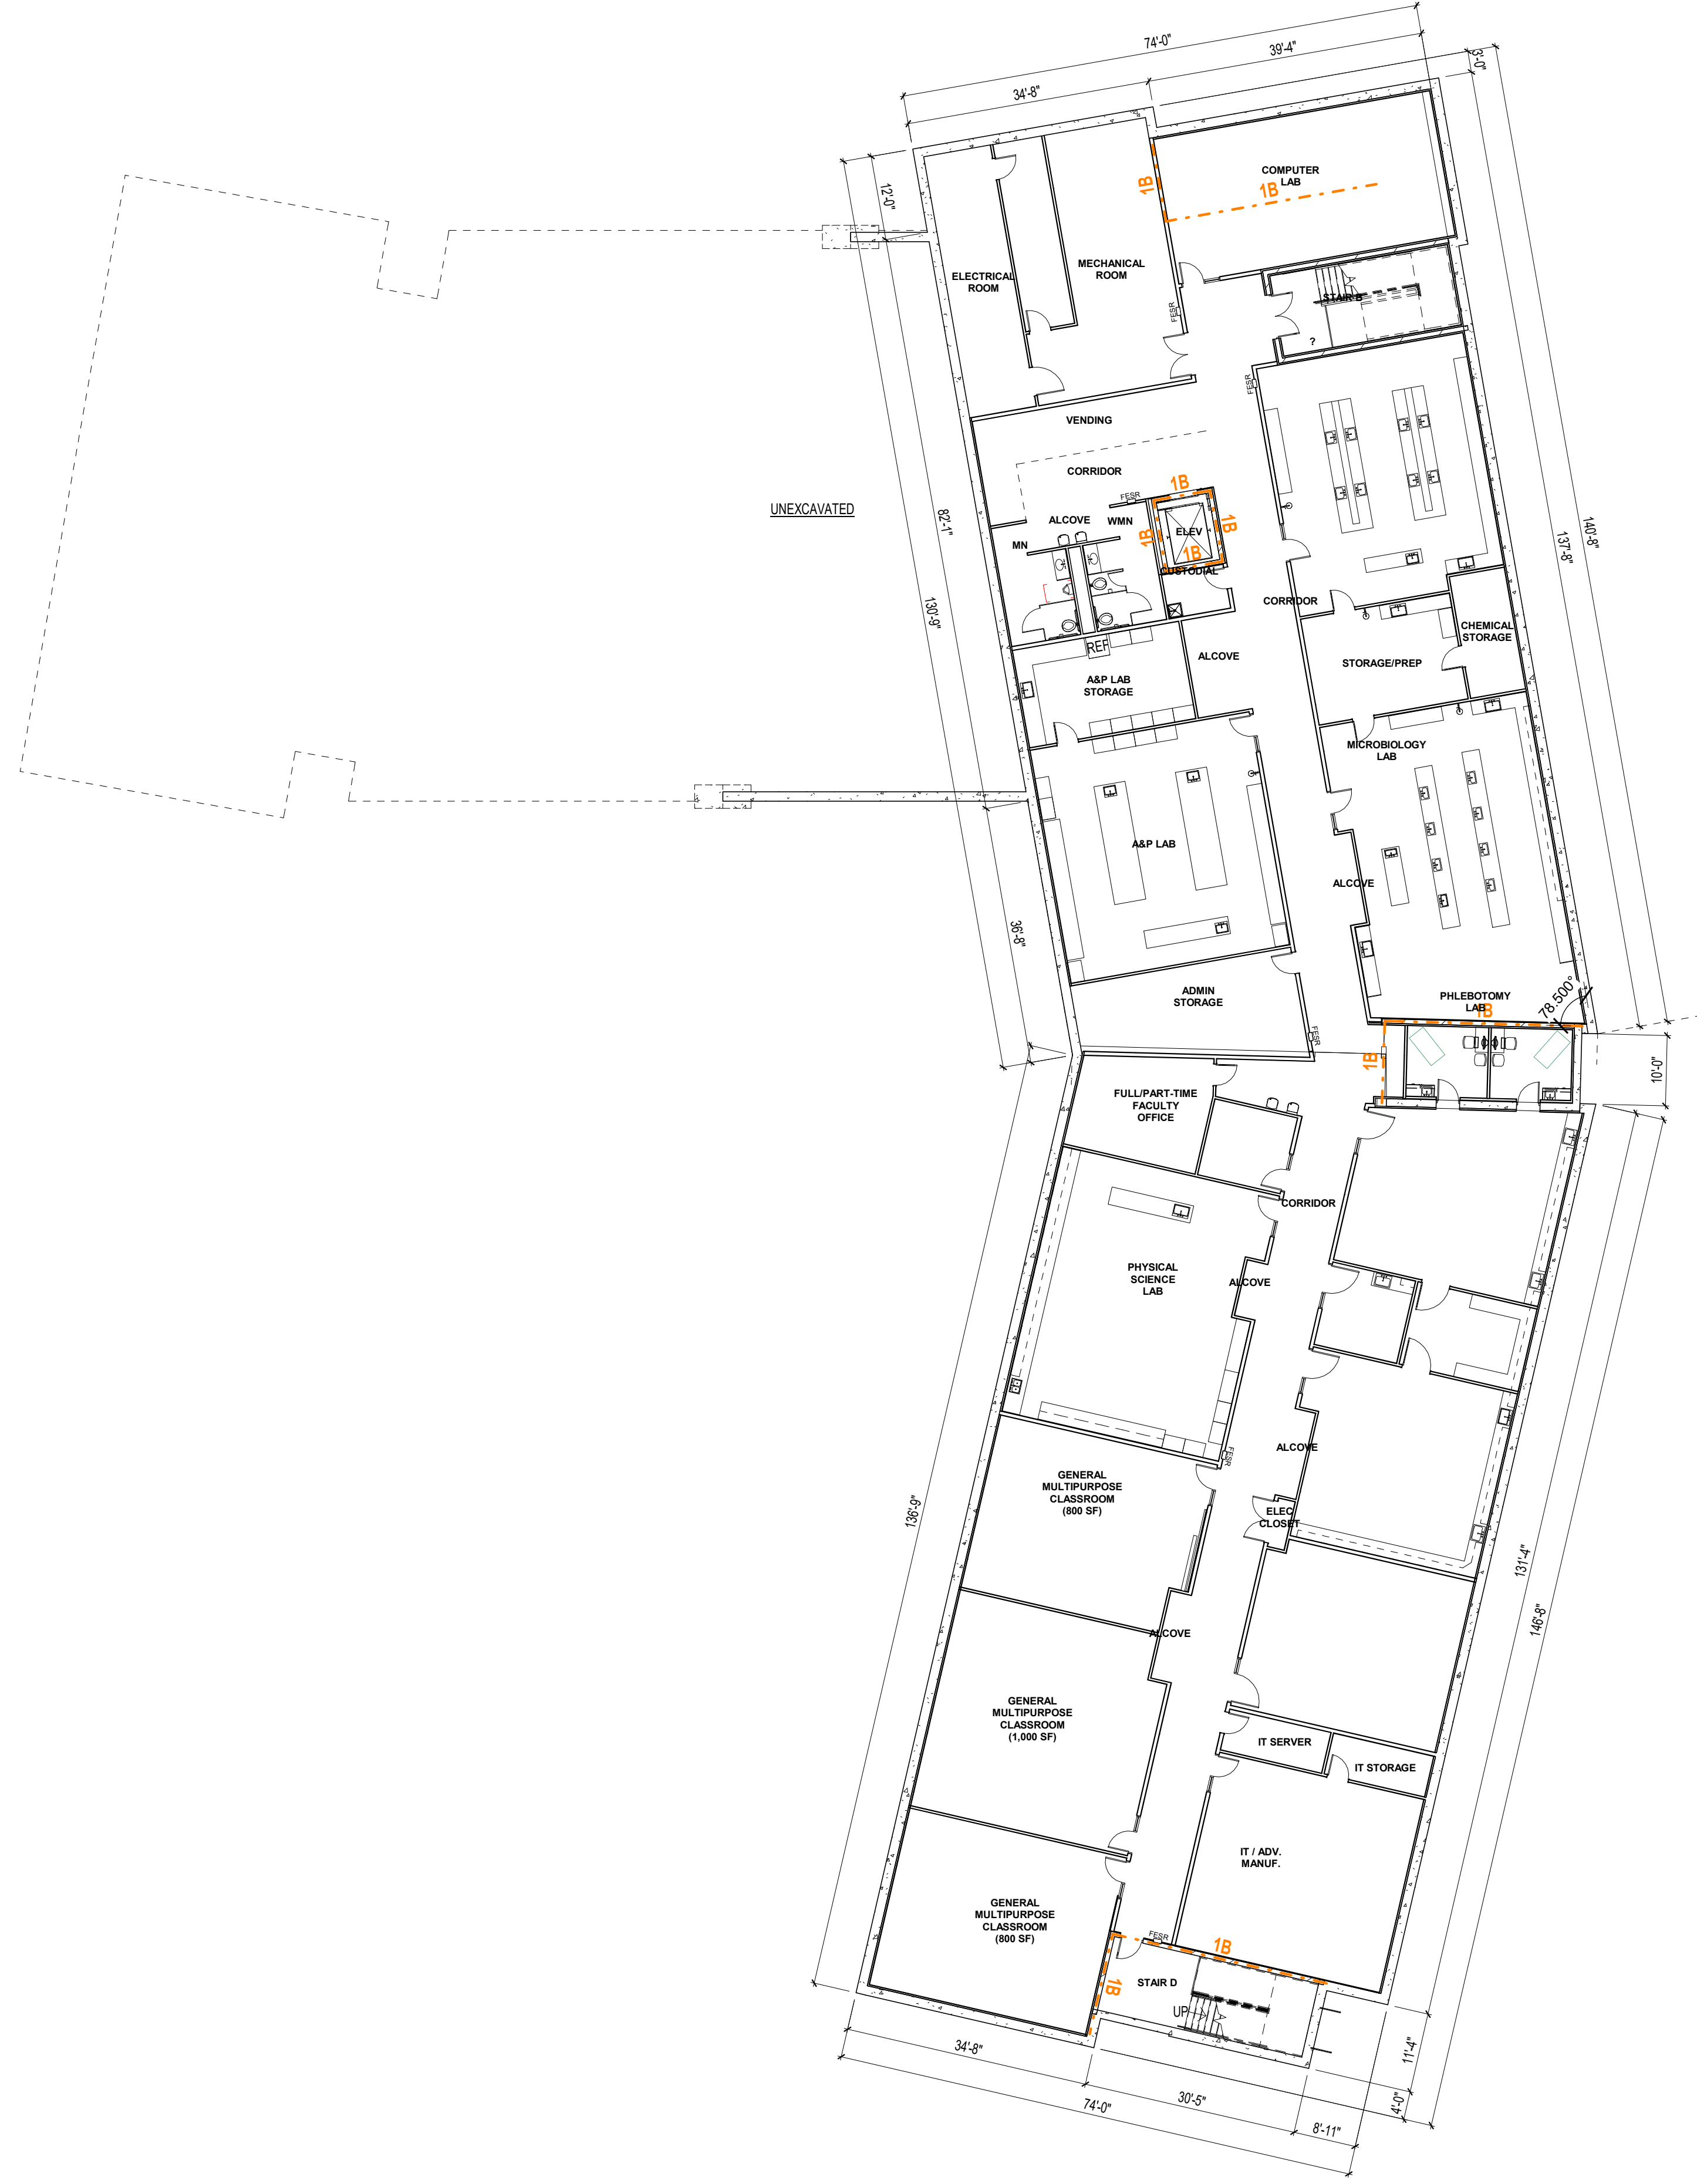 74'-0"
39'-4"
34'-8"
3'-0"
12'-0"
COMPUTER
LAB
1B
1B
ELECTRICAL
ROOM
MECHANICAL
ROOM
FESR
STAIR B
?
FESR
VENDING
CORRIDOR
UNEXCAVATED
82'-1"
130'-9"
140'-8"
137'-8"
FESR
1B
1B
1B
1B
ALCOVE
WMN
MN
ELEV
CUSTODIAL
CORRIDOR
CHEMICAL
STORAGE
REF
ALCOVE
STORAGE/PREP
A&P LAB
STORAGE
MICROBIOLOGY
LAB
A&P LAB
ALCOVE
36'-8"
ADMIN
STORAGE
PHLEBOTOMY
LAB
1B
78.500°
FESR
1B
10'-0"
FULL/PART-TIME
FACULTY
OFFICE
CORRIDOR
PHYSICAL
SCIENCE
LAB
ALCOVE
ALCOVE
FESR
GENERAL
MULTIPURPOSE
CLASSROOM
(800 SF)
ELEC
CLOSET
136'-9"
131'-4"
146'-8"
ALCOVE
GENERAL
MULTIPURPOSE
CLASSROOM
(1,000 SF)
IT SERVER
IT STORAGE
IT / ADV.
MANUF.
GENERAL
MULTIPURPOSE
CLASSROOM
(800 SF)
FESR
1B
1B
STAIR D
UP
34'-8"
30'-5"
74'-0"
8'-11"
11'-4"
4'-0"